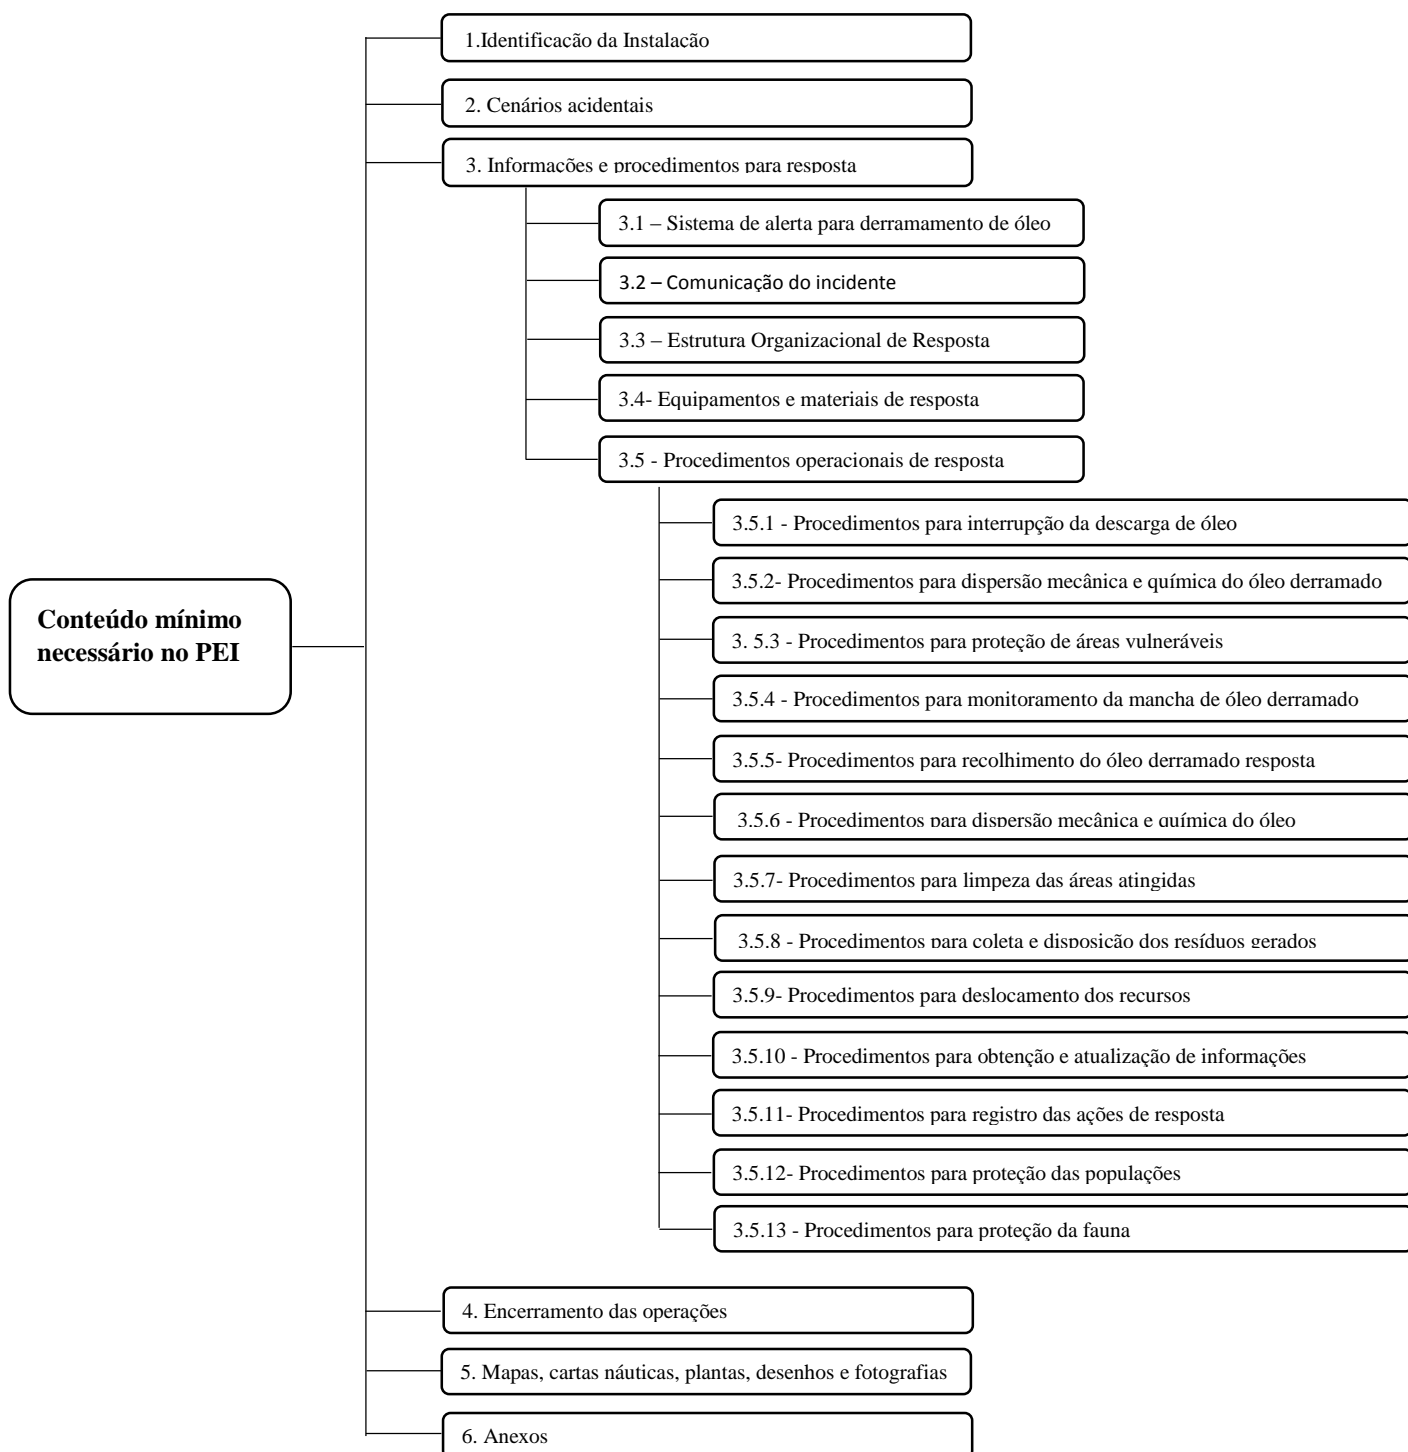 1.Identificação da Instalação
2. Cenários acidentais
3. Informações e procedimentos para resposta
3.1 – Sistema de alerta para derramamento de óleo
3.2 – Comunicação do incidente
3.3 – Estrutura Organizacional de Resposta
3.4- Equipamentos e materiais de resposta
3.5 - Procedimentos operacionais de resposta
3.5.1 - Procedimentos para interrupção da descarga de óleo
3.5.2- Procedimentos para dispersão mecânica e química do óleo derramado
Conteúdo mínimo
necessário no PEI
3. 5.3 - Procedimentos para proteção de áreas vulneráveis
3.5.4 - Procedimentos para monitoramento da mancha de óleo derramado
3.5.5- Procedimentos para recolhimento do óleo derramado resposta
3.5.6 - Procedimentos para dispersão mecânica e química do óleo
3.5.7- Procedimentos para limpeza das áreas atingidas
3.5.8 - Procedimentos para coleta e disposição dos resíduos gerados
3.5.9- Procedimentos para deslocamento dos recursos
3.5.10 - Procedimentos para obtenção e atualização de informações
3.5.11- Procedimentos para registro das ações de resposta
3.5.12- Procedimentos para proteção das populações
3.5.13 - Procedimentos para proteção da fauna
4. Encerramento das operações
5. Mapas, cartas náuticas, plantas, desenhos e fotografias
6. Anexos